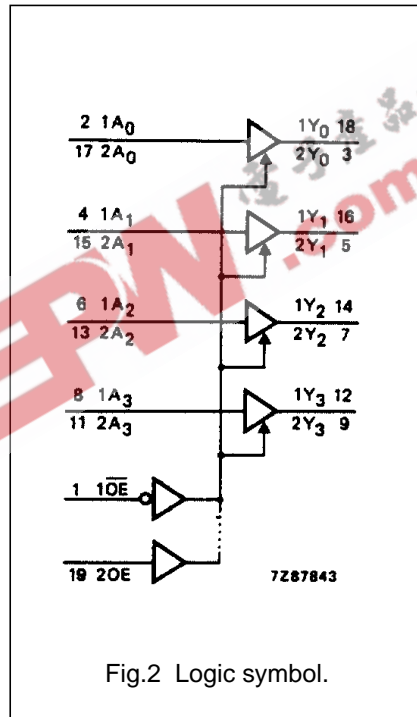 2 1A0 1Y0 18
17 2A0 2Y0 3
4 1A1 1Y1 16
15 2A1 2Y1 5
6 1A2 1Y2 14
13 2A2 2Y2 7
8 1A3 1Y3 12
11 2A3 2Y3 9
1 1O̅E̅
19 2OE
7Z87843
Fig.2 Logic symbol.
.com